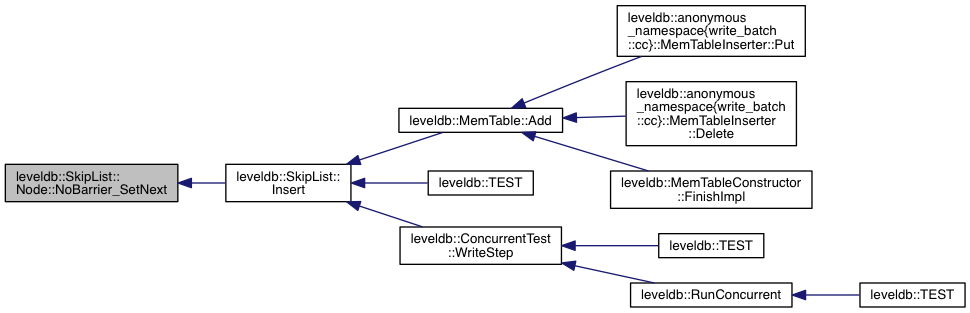 leveldb::SkipList::
Node::NoBarrier_SetNext
leveldb::SkipList::
Insert
leveldb::MemTable::Add
leveldb::anonymous
_namespace{write_batch
::cc}::MemTableInserter::Put
leveldb::anonymous
_namespace{write_batch
::cc}::MemTableInserter
::Delete
leveldb::MemTableConstructor
::FinishImpl
leveldb::TEST
leveldb::ConcurrentTest
::WriteStep
leveldb::TEST
leveldb::RunConcurrent
leveldb::TEST